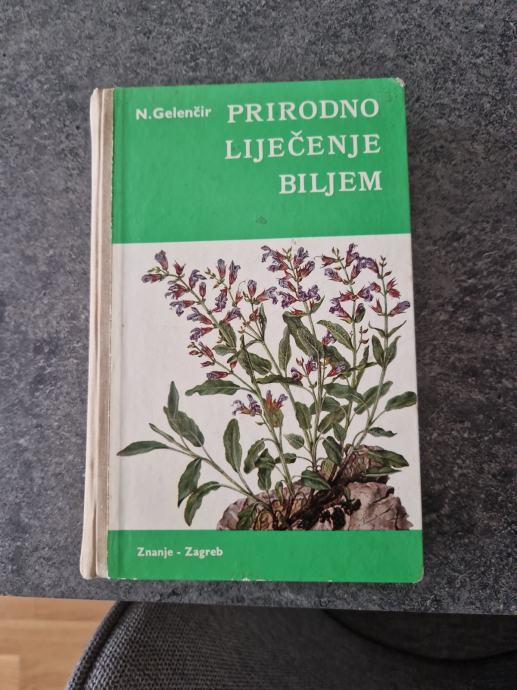 N. Gelenčir
PRIRODNO
LIJEČENJE
BILJEM
Znanje - Zagreb